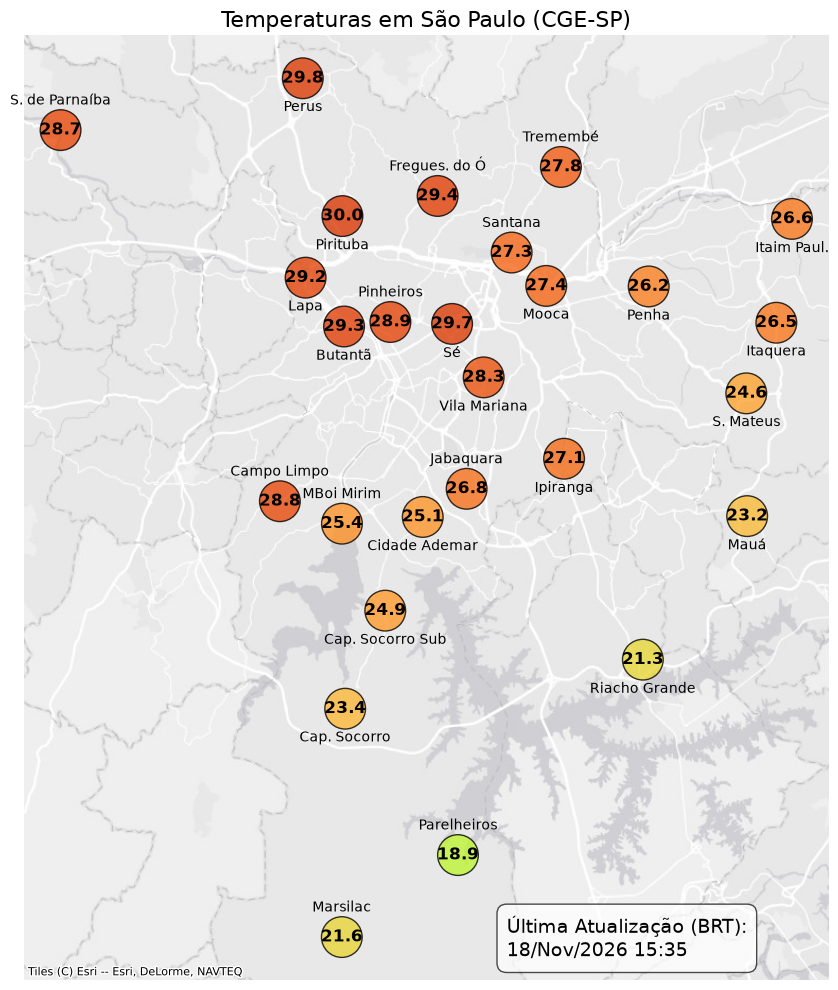 Temperaturas em São Paulo (CGE-SP)
29.8
Perus
S. de Parnaíba
28.7
Tremembé
27.8
Fregues. do Ó
29.4
30.0
Pirituba
26.6
Itaim Paul.
Santana
27.3
29.2
Lapa
27.4
Mooca
26.2
Penha
Pinheiros
28.9
29.3
Butantã
29.7
Sé
26.5
Itaquera
28.3
Vila Mariana
24.6
S. Mateus
27.1
Ipiranga
Jabaquara
26.8
Campo Limpo
28.8
MBoi Mirim
25.4
25.1
Cidade Ademar
23.2
Mauá
24.9
Cap. Socorro Sub
21.3
Riacho Grande
23.4
Cap. Socorro
Parelheiros
18.9
Marsilac
21.6
Última Atualização (BRT):
18/Nov/2026 15:35
Tiles (C) Esri -- Esri, DeLorme, NAVTEQ